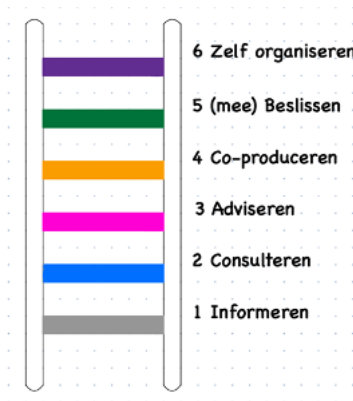 6 Zelf organiseren
5 (mee) Beslissen
4 Co-produceren
3 Adviseren
2 Consulteren
1 Informeren